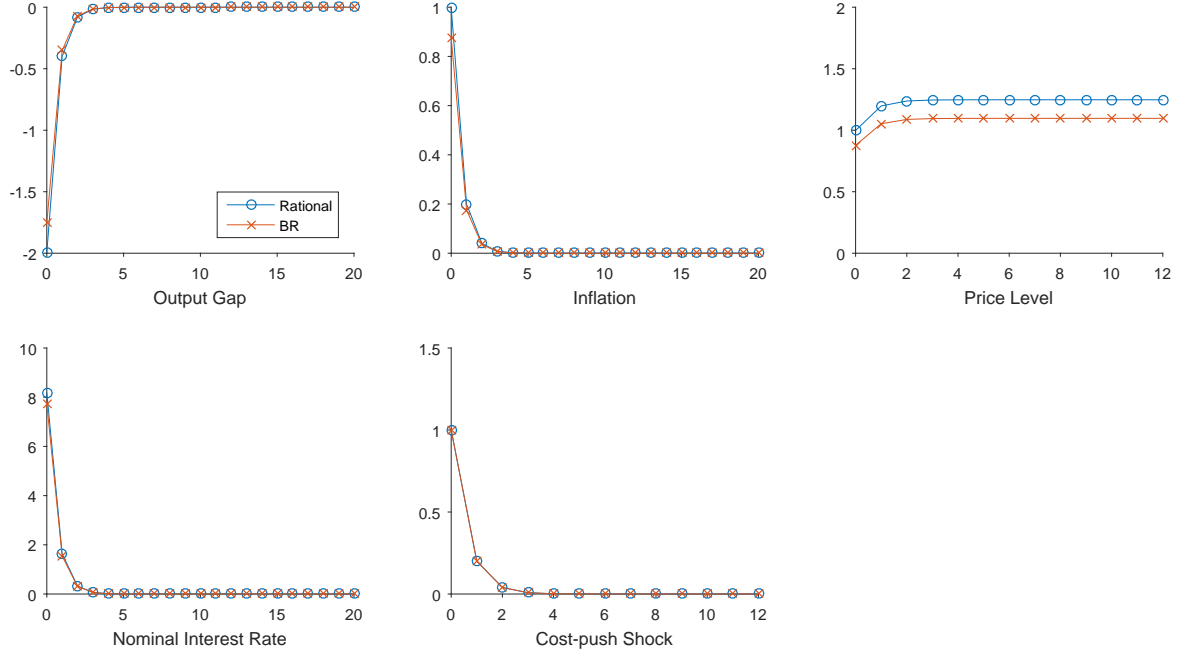 0
-0.5
-1
-1.5
-2
0 5 10 15 20
Output Gap
Rational
BR
1
0.8
0.6
0.4
0.2
0
0 5 10 15 20
Inflation
2
1.5
1
0.5
0
0 2 4 6 8 10 12
Price Level
10
8
6
4
2
0
0 5 10 15 20
Nominal Interest Rate
1.5
1
0.5
0
0 2 4 6 8 10 12
Cost-push Shock